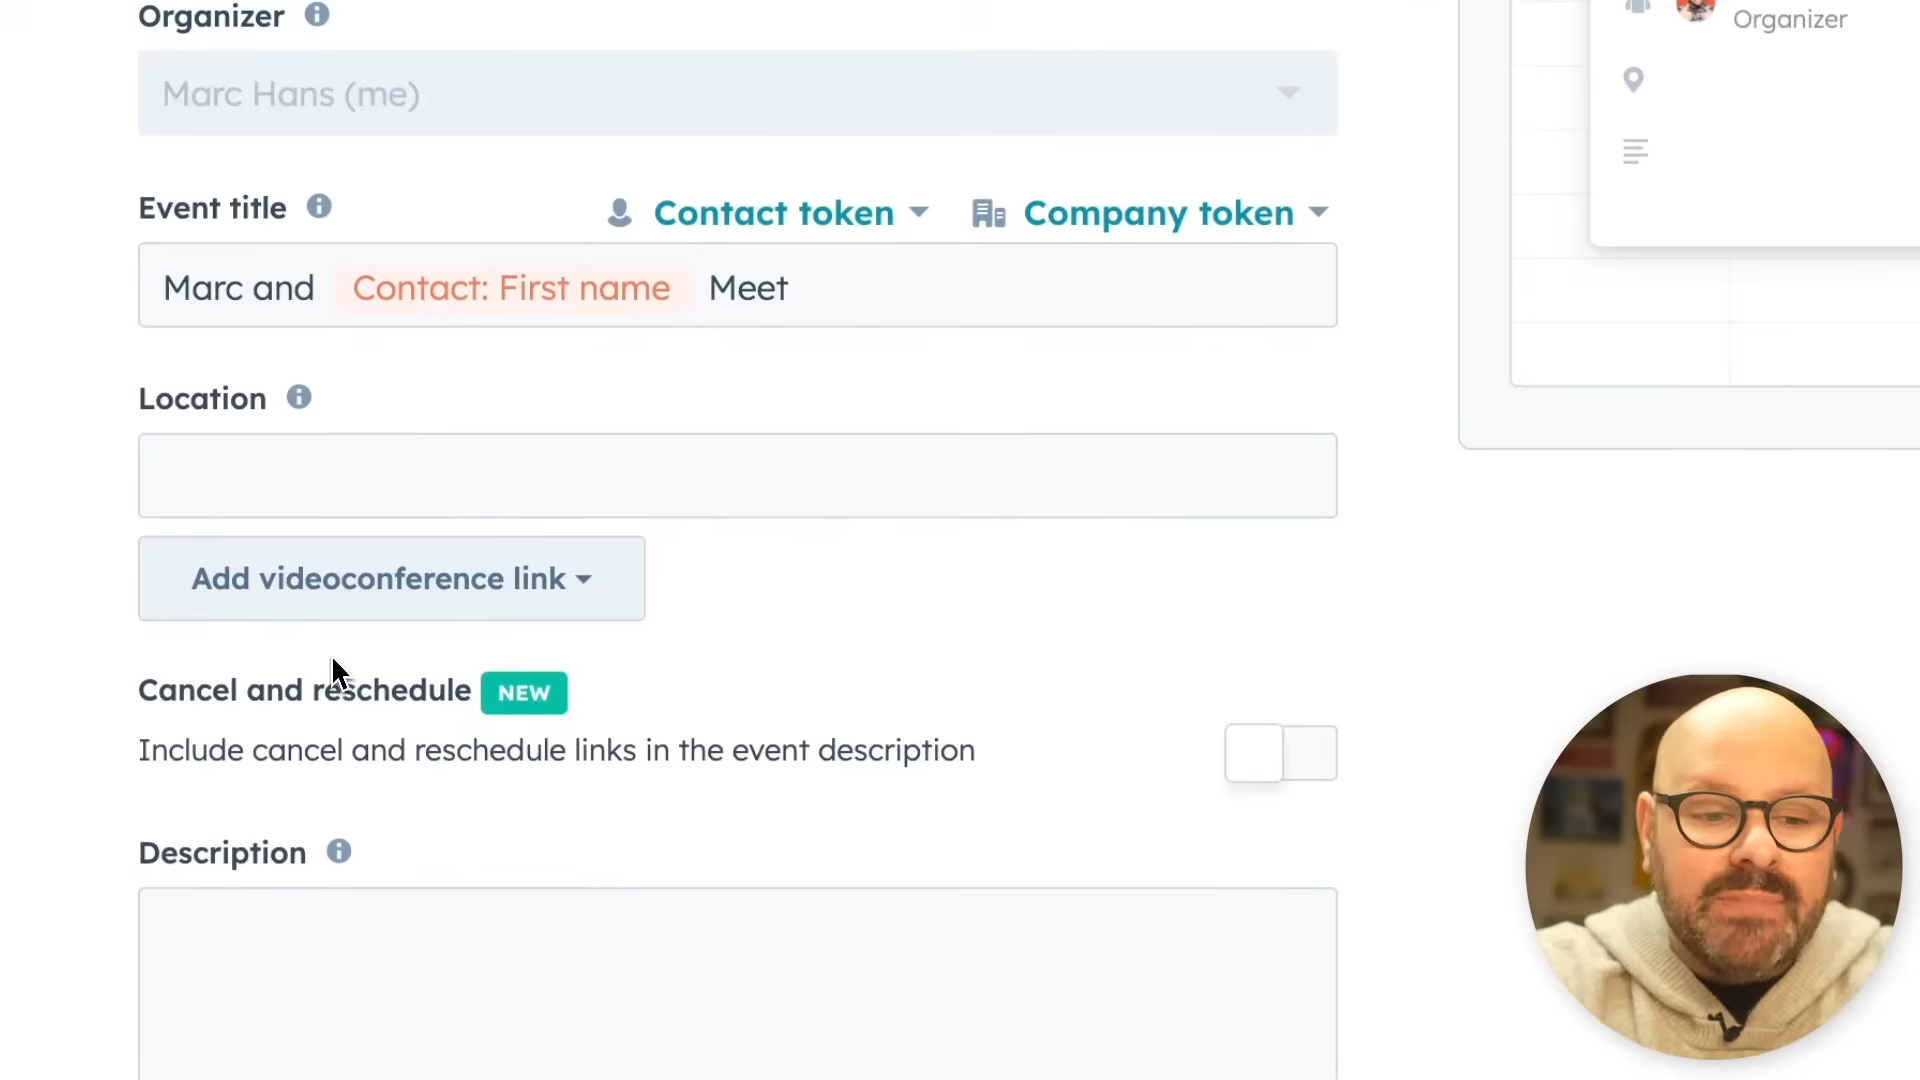 Organizer
Marc Hans (me)
Event title
Contact token
Company token
Marc and Contact: First name Meet
Location
Add videoconference link
Cancel and reschedule NEW
Include cancel and reschedule links in the event description
Description
Organizer